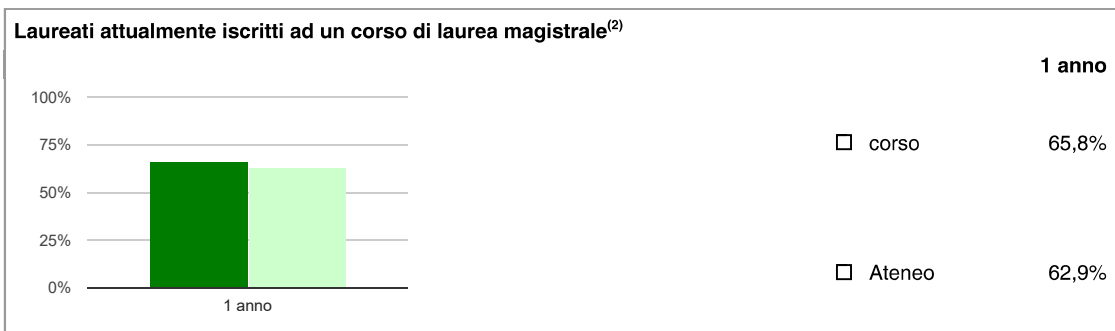 Laureati attualmente iscritti ad un corso di laurea magistrale(2)
1 anno
100%
75%
50%
25%
0%
1 anno
corso 65,8%
Ateneo 62,9%